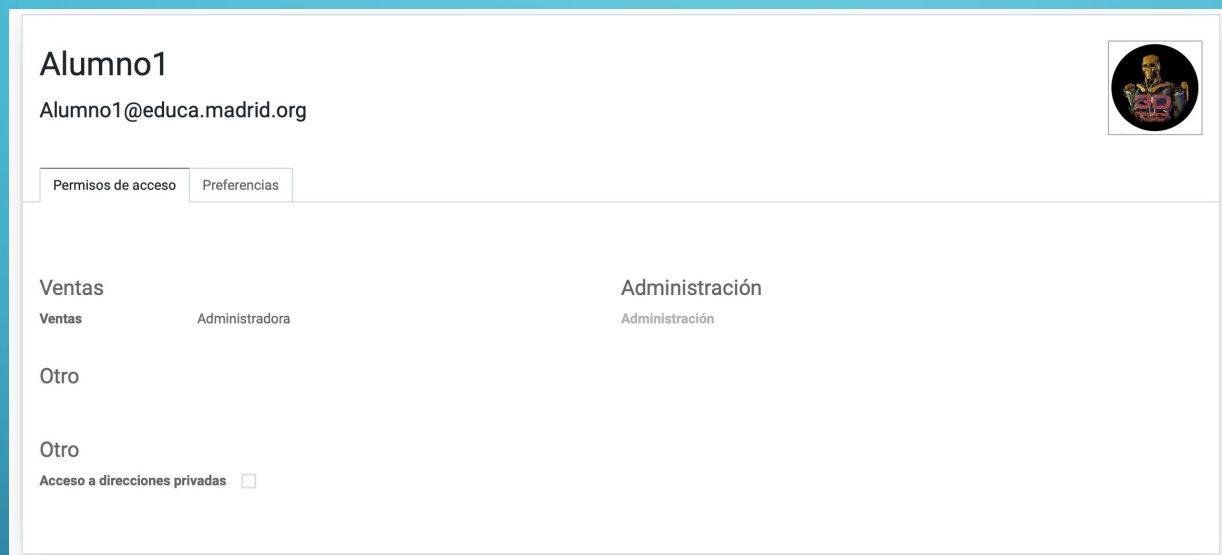 Alumno1
Alumno1@educa.madrid.org
3D
Permisos de acceso
Preferencias
Ventas
Ventas
Administradora
Administración
Administración
Otro
Otro
Acceso a direcciones privadas